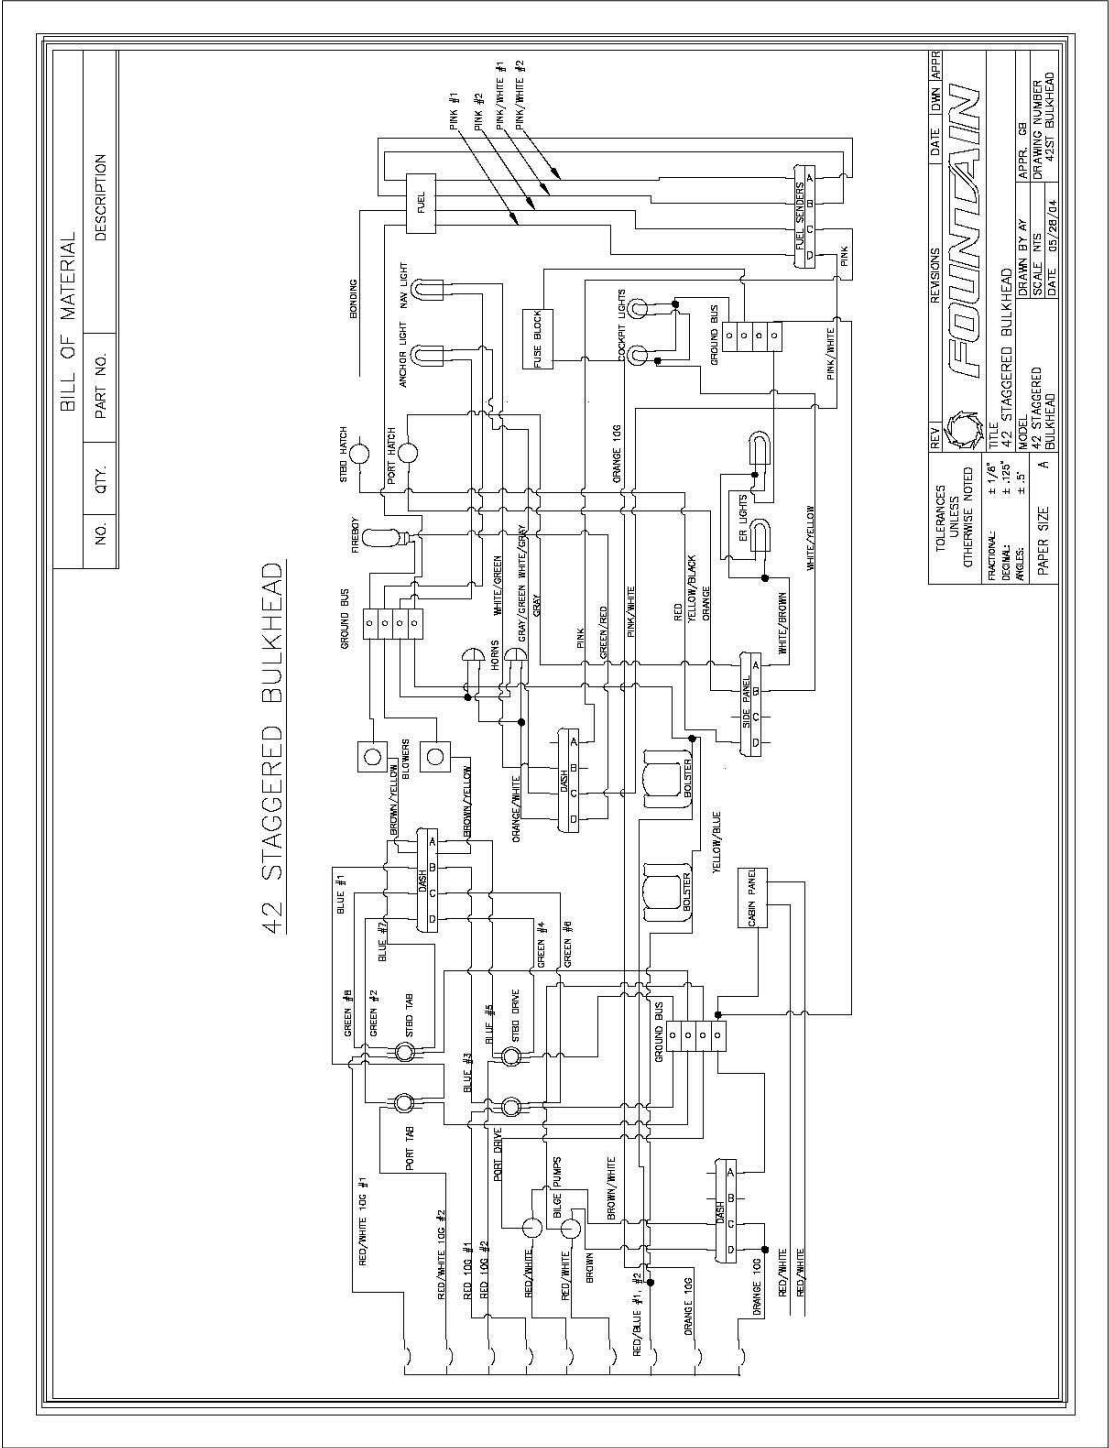 BILL OF MATERIAL
NO. QTY. PART NO. DESCRIPTION
42 STAGGERED BULKHEAD
RED/WHITE 10G #1
RED/WHITE 10G #2
RED 10G #1
RED 10G #2
RED/WHITE
RED/WHITE
BROWN
RED/BLUE #1, #2
ORANGE 10G
ORANGE 10G
RED/WHITE
RED/WHITE
PORT TAB
STBD TAB
PORT DRIVE
STBD DRIVE
BILGE PUMPS
BROWN/WHITE
DASH
A
B
C
D
GREEN #8
GREEN #2
BLUE #1
BLUE #7
BLUE #3
BLUE #5
GREEN #4
GREEN #6
DASH
A
B
C
D
GROUND BUS
CABIN PANEL
BROWN/YELLOW
BROWN/YELLOW
BLOWERS
ORANGE/WHITE
DASH
A
B
C
D
BOLSTER
BOLSTER
YELLOW/BLUE
SIDE PANEL
A
B
C
D
GROUND BUS
HORNS
FIREBOY
STBD HATCH
PORT HATCH
WHITE/GREEN
GRAY/GREEN WHITE/GRAY
GRAY
PINK
GREEN/RED
PINK/WHITE
RED
YELLOW/BLACK
ORANGE
WHITE/BROWN
WHITE/YELLOW
ER LIGHTS
ORANGE 10G
ANCHOR LIGHT
NAV LIGHT
BONDING
FUSE BLOCK
COCKPIT LIGHTS
GROUND BUS
PINK/WHITE
PINK
FUEL
FUEL SENDERS
A
B
C
D
PINK #1
PINK #2
PINK/WHITE #1
PINK/WHITE #2
TOLERANCES
UNLESS
OTHERWISE NOTED
FRACTIONAL: ± 1/8"
DECIMAL: ± .125"
ANGLES: ± .5°
PAPER SIZE A
REV REVISIONS DATE DWN APPR
FOUNTAIN
TITLE
42 STAGGERED BULKHEAD
MODEL
42 STAGGERED
BULKHEAD
DRAWN BY AY APPR. GB
SCALE NTS
DATE 05/28/04
DRAWING NUMBER
42ST BULKHEAD